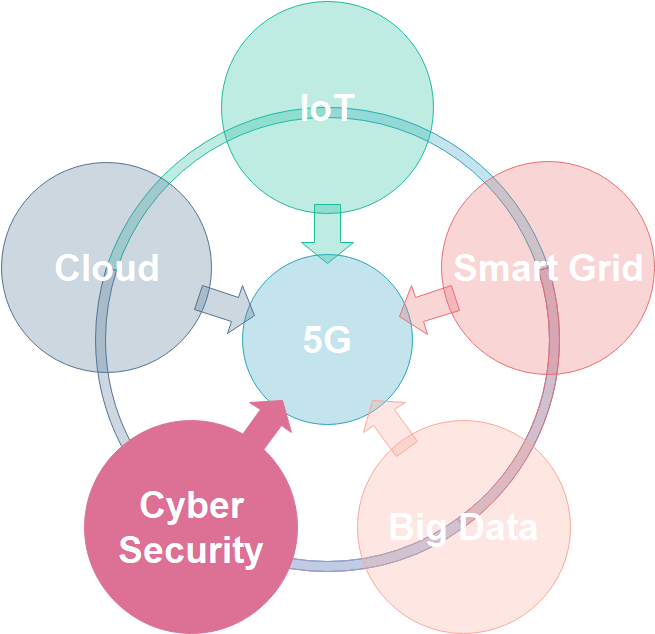 IoT
Cloud
Smart Grid
5G
Cyber
Security
Big Data